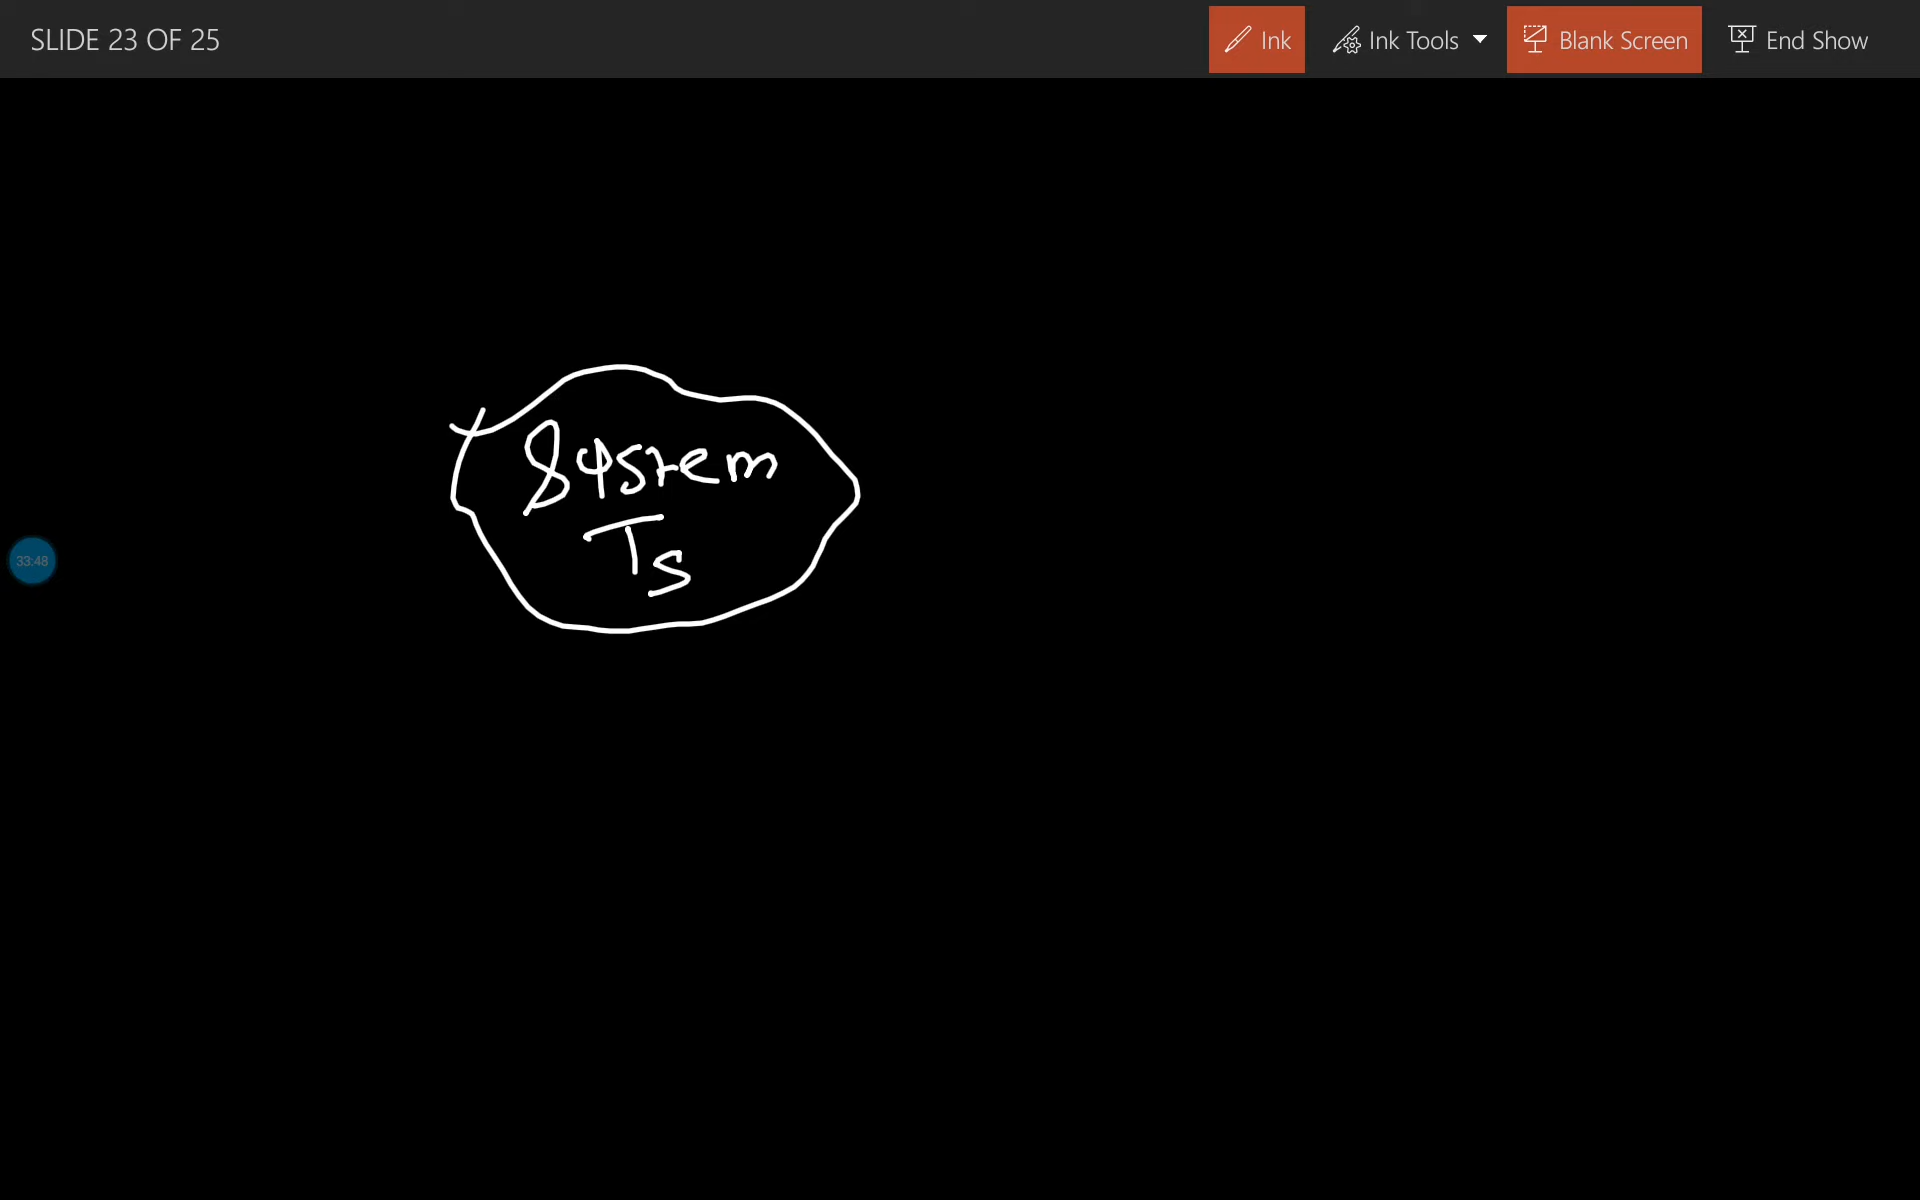 SLIDE 23 OF 25
Ink
Ink Tools
Blank Screen
End Show
System
Ts
33:48